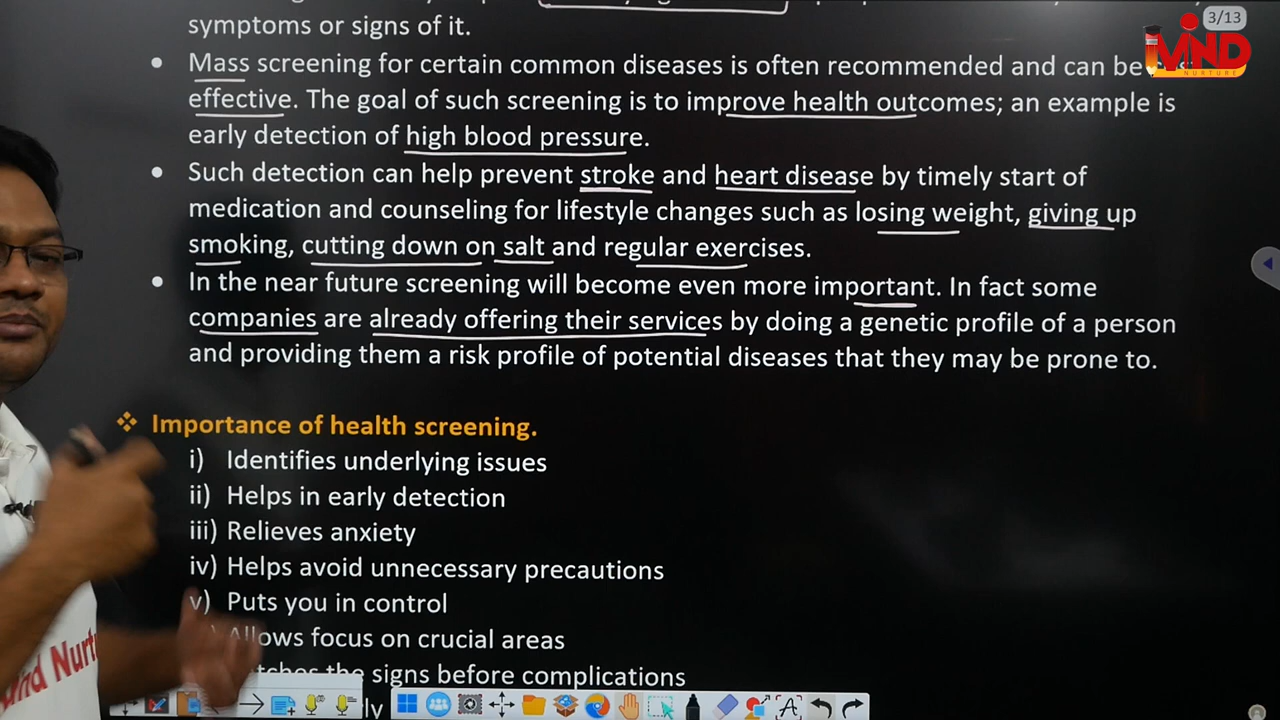 symptoms or signs of it.
3/13
MIND
NURTURE
• Mass screening for certain common diseases is often recommended and can be
effective. The goal of such screening is to improve health outcomes; an example is
early detection of high blood pressure.
• Such detection can help prevent stroke and heart disease by timely start of
medication and counseling for lifestyle changes such as losing weight, giving up
smoking, cutting down on salt and regular exercises.
• In the near future screening will become even more important. In fact some
companies are already offering their services by doing a genetic profile of a person
and providing them a risk profile of potential diseases that they may be prone to.
❖ Importance of health screening.
i) Identifies underlying issues
ii) Helps in early detection
iii) Relieves anxiety
iv) Helps avoid unnecessary precautions
v) Puts you in control
Allows focus on crucial areas
the signs before complications